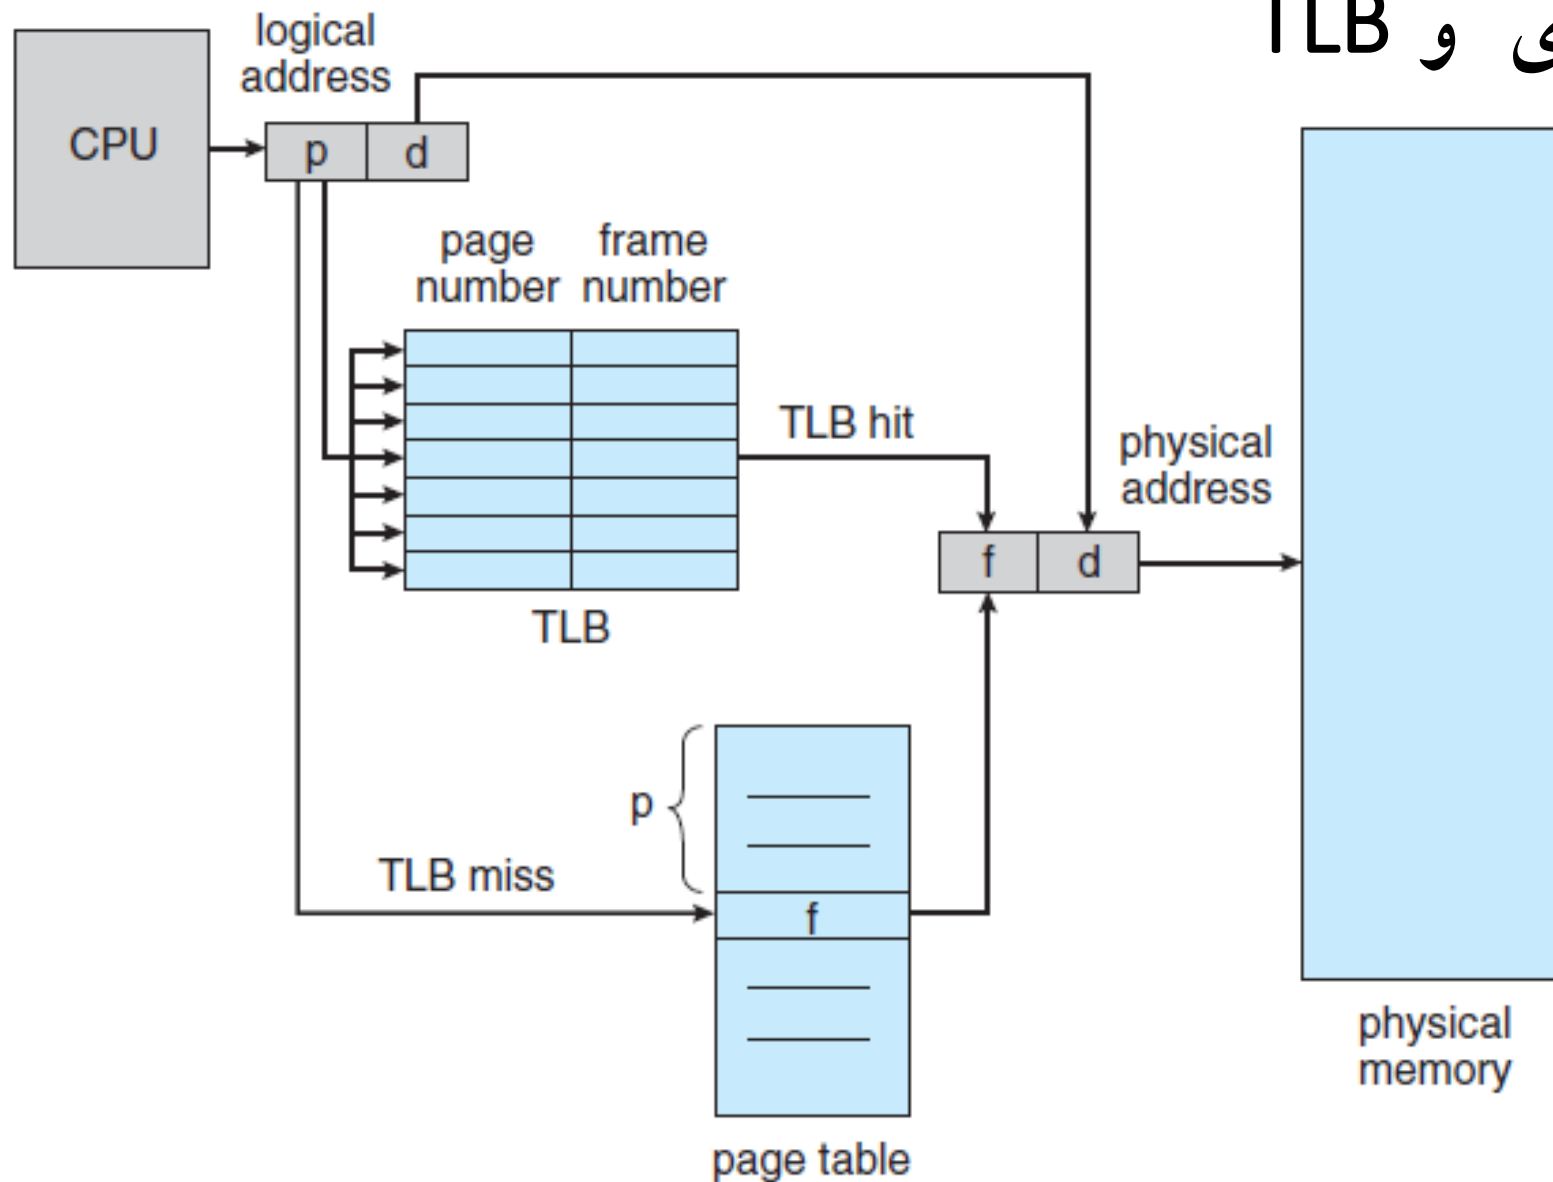 و TLB
logical
address
CPU
p
d
page
number
frame
number
TLB hit
physical
address
f
d
TLB
p
TLB miss
f
physical
memory
page table